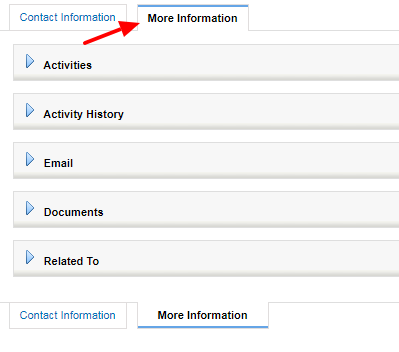 Contact Information More Information
Activities
Activity History
Email
Documents
Related To
Contact Information More Information